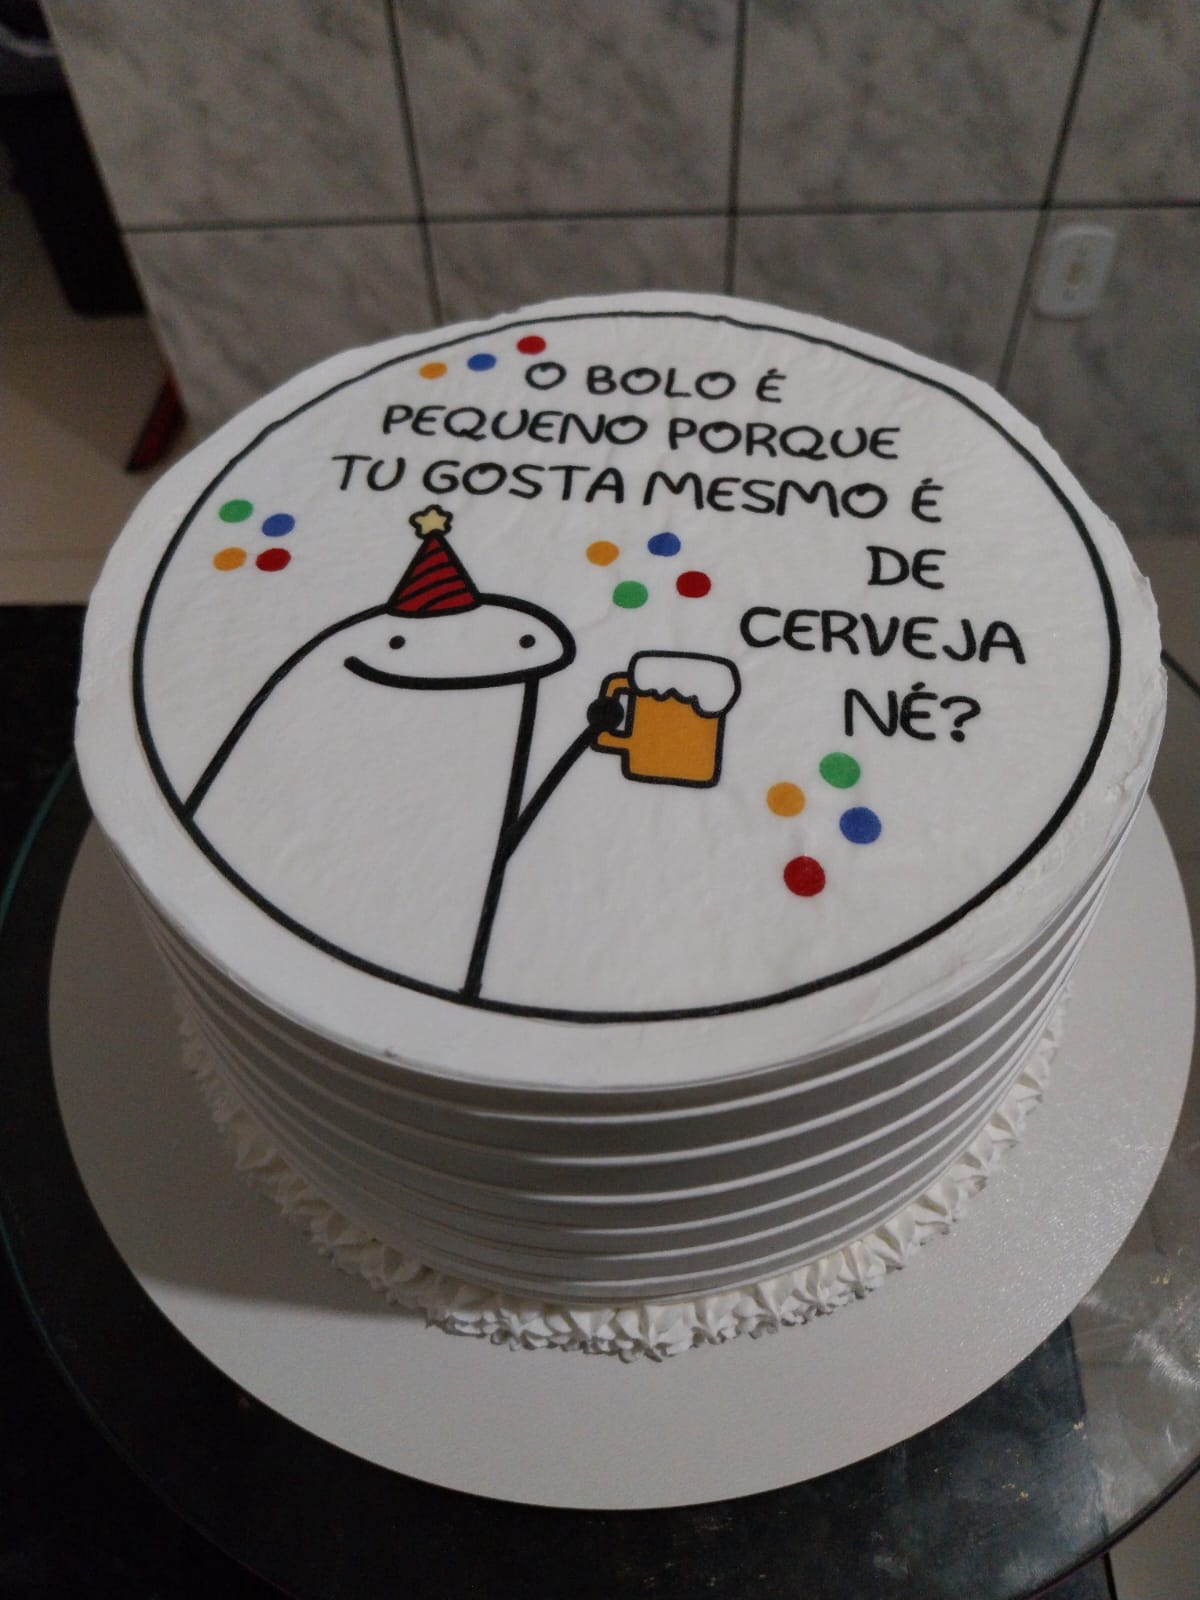 O BOLO É
PEQUENO PORQUE
TU GOSTA MESMO É
DE
CERVEJA
NÉ?